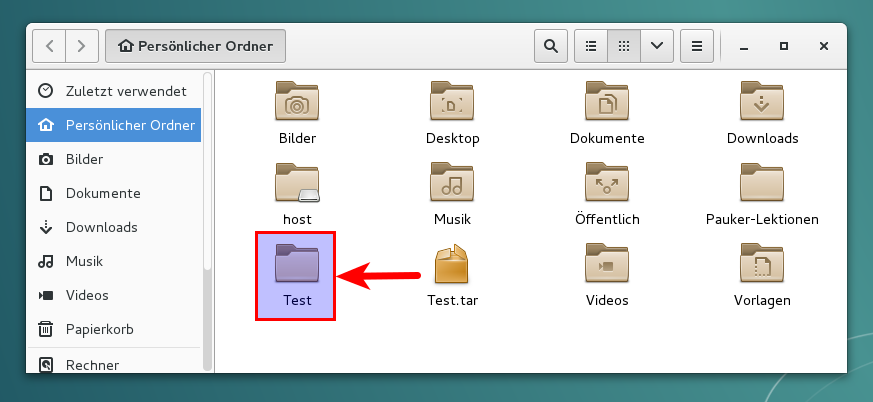 Persönlicher Ordner
Zuletzt verwendet
Persönlicher Ordner
Bilder
Dokumente
Downloads
Musik
Videos
Papierkorb
Rechner
Bilder
Desktop
Dokumente
Downloads
host
Musik
Öffentlich
Pauker-Lektionen
Test
Test.tar
Videos
Vorlagen